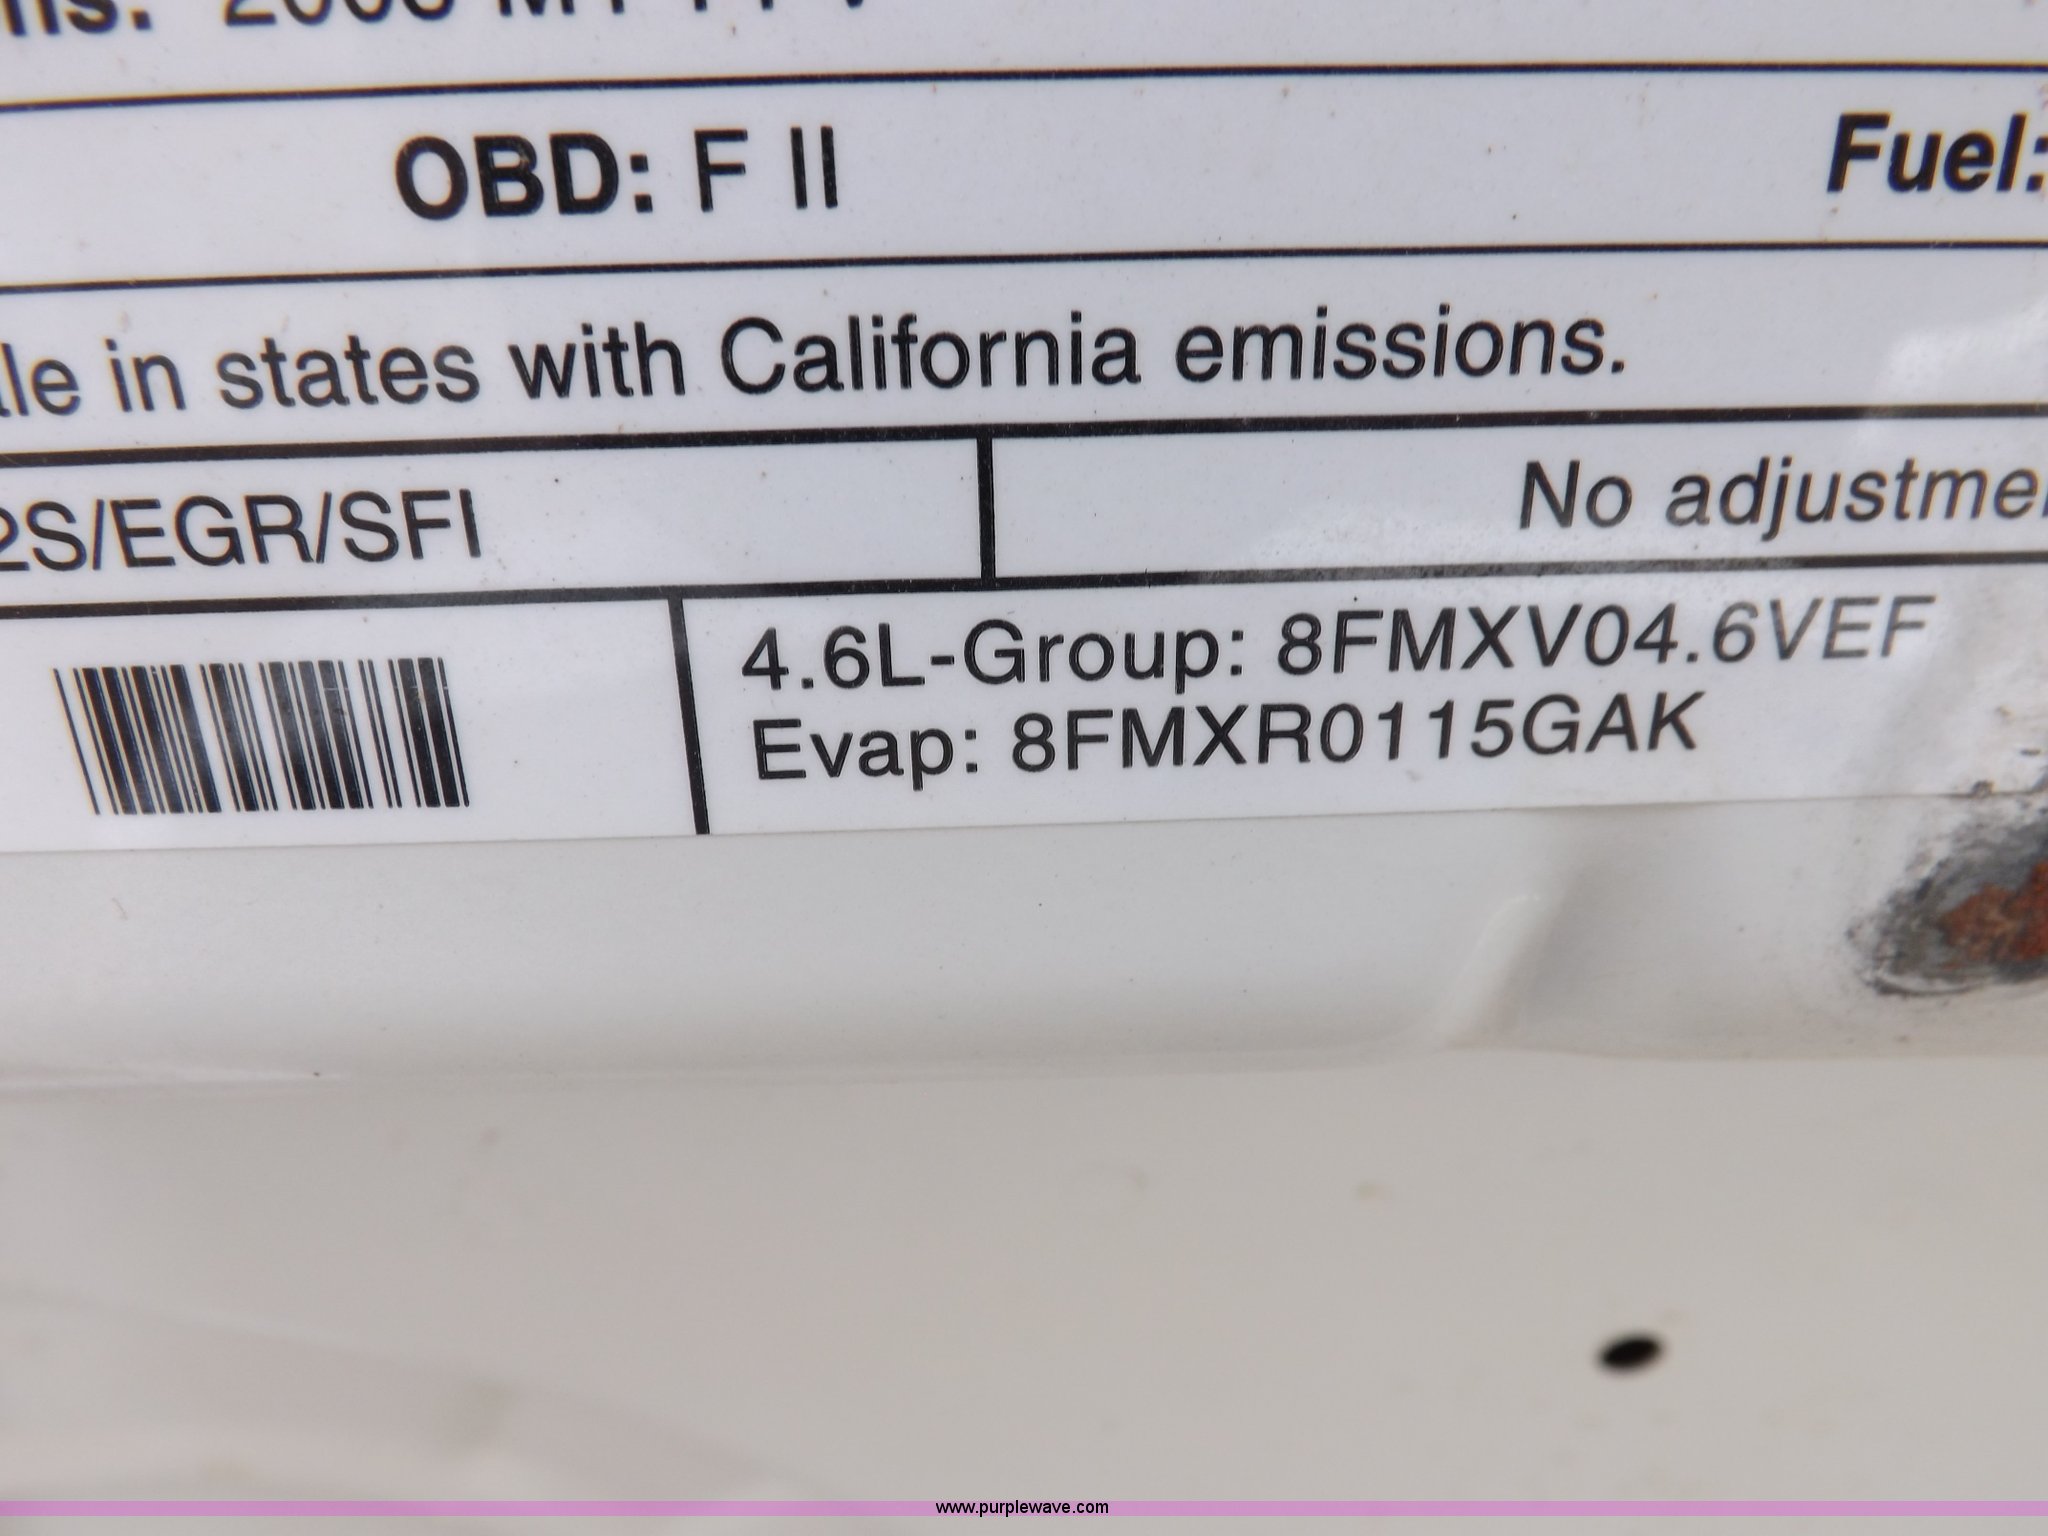 OBD: F II Fuel:
in states with California emissions.
2S/EGR/SFI No adjustme
4.6L-Group: 8FMXV04.6VEF
Evap: 8FMXR0115GAK
www.purplewave.com